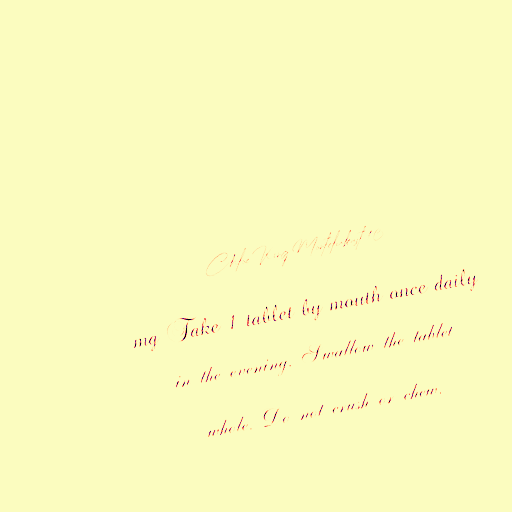 mg Take 1 tablet by mouth once daily
in the evening. Swallow the tablet
whole. Do not crush or chew.